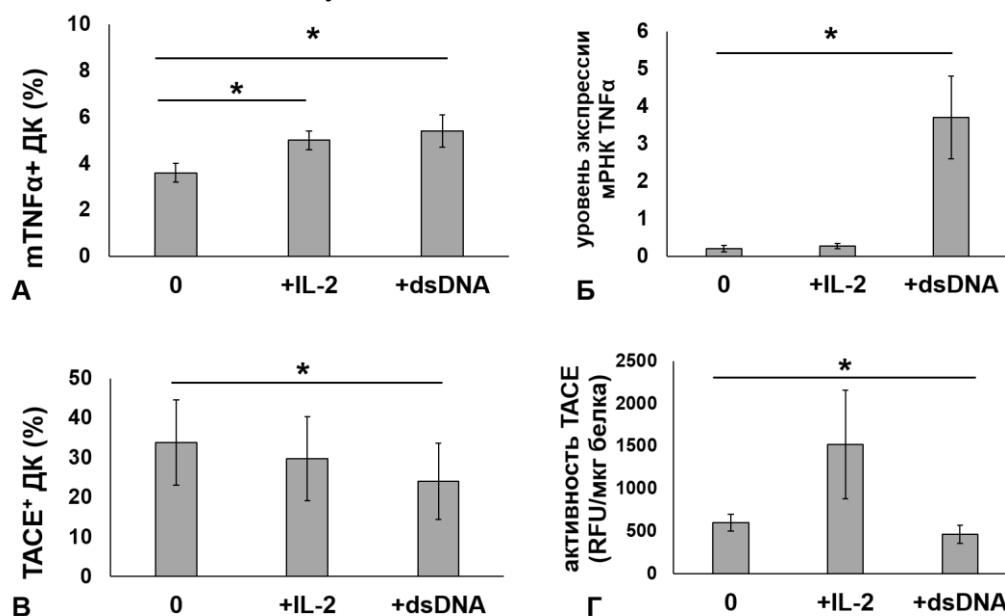 10
8
6
4
2
0
mTNFα+ ДК (%)
*
*
0
+IL-2
+dsDNA
А
6
5
4
3
2
1
0
уровень экспрессии
мРНК TNFα
*
0
+IL-2
+dsDNA
Б
50
40
30
20
10
0
TACE⁺ ДК (%)
*
0
+IL-2
+dsDNA
В
2500
2000
1500
1000
500
0
активность TACE
(RFU/мкг белка)
*
0
+IL-2
+dsDNA
Г